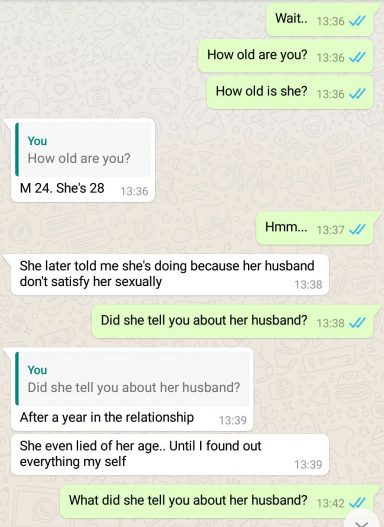 Wait.. 13:36
How old are you? 13:36
How old is she? 13:36
You
How old are you?
M 24. She's 28 13:36
Hmm... 13:37
She later told me she's doing because her husband
don't satisfy her sexually
13:38
Did she tell you about her husband? 13:38
You
Did she tell you about her husband?
After a year in the relationship 13:39
She even lied of her age.. Until I found out
everything my self
13:39
What did she tell you about her husband? 13:42